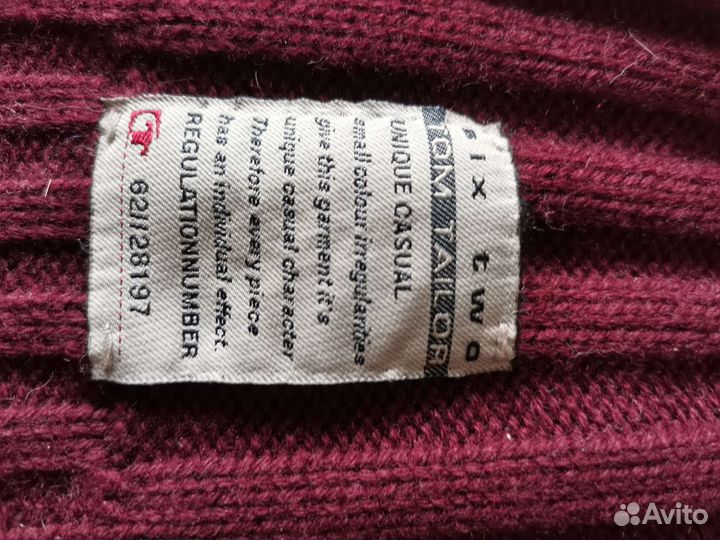 six two
TOM TAILOR
UNIQUE CASUAL
small colour irregularities
give this garment it's
unique casual character
Therefore every piece
has an individual effect.
REGULATIONNUMBER
62//28197
Avito